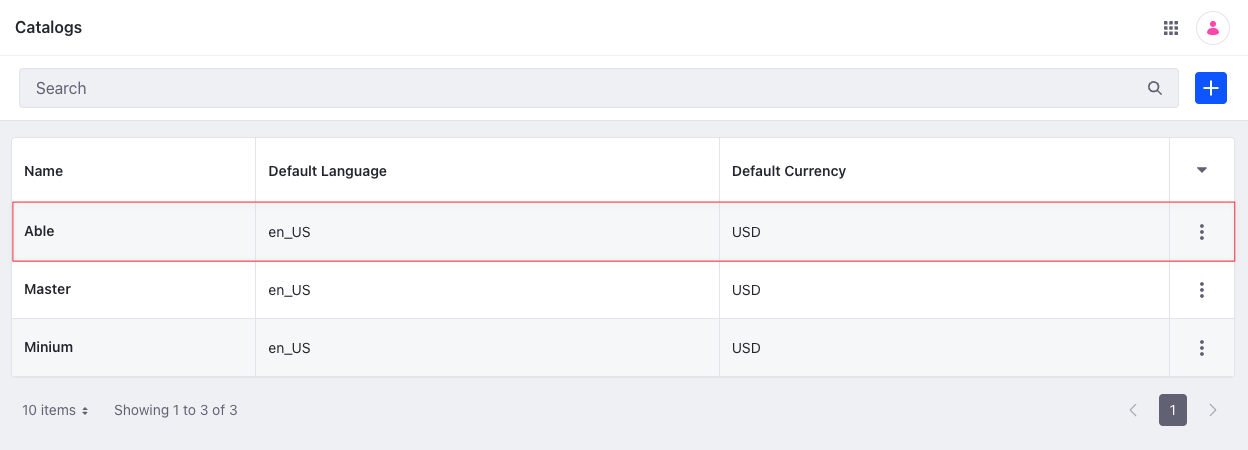 Catalogs
Search
Name Default Language Default Currency
Able en_US USD
Master en_US USD
Minium en_US USD
10 items Showing 1 to 3 of 3 1